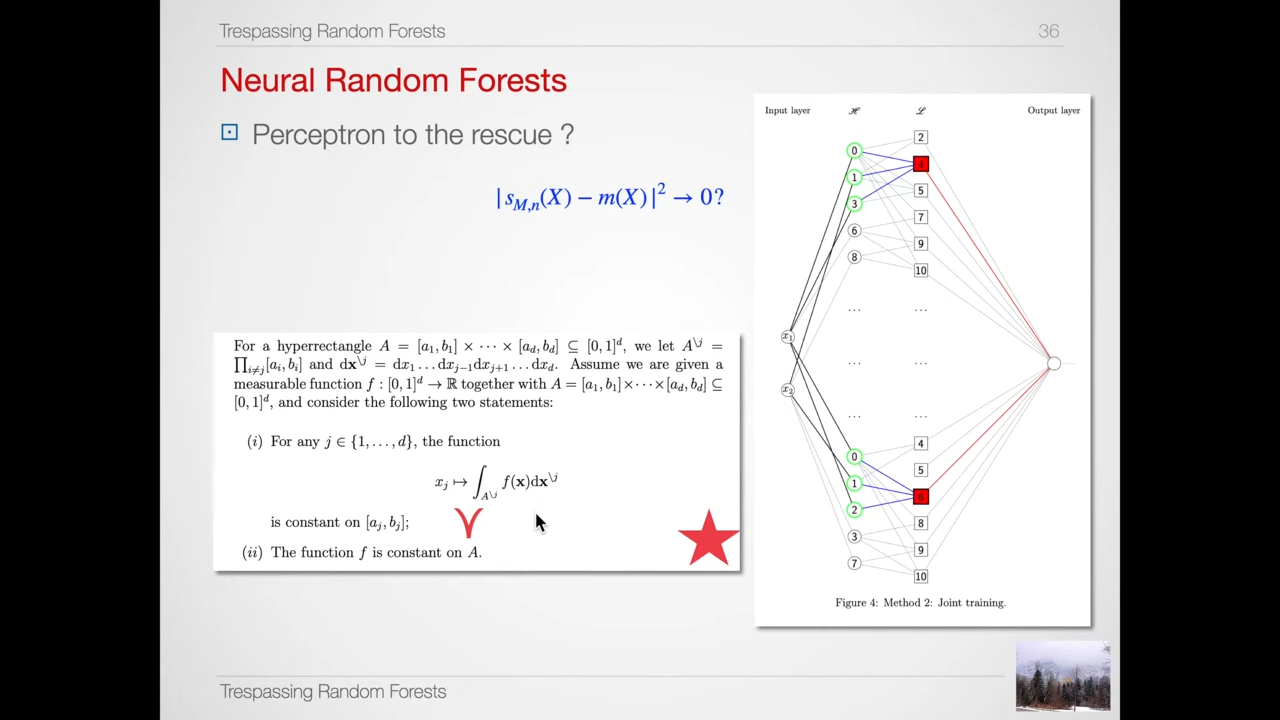 Trespassing Random Forests
36
Neural Random Forests
Perceptron to the rescue ?
|s_{M,n}(X) − m(X)|² → 0?
For a hyperrectangle A = [a₁, b₁] × ⋯ × [a_d, b_d] ⊆ [0, 1]^d, we let A^{\j} =
∏_{i≠j}[a_i, b_i] and dx^{\j} = dx₁ … dx_{j−1}dx_{j+1} … dx_d. Assume we are given a
measurable function f : [0, 1]^d → ℝ together with A = [a₁, b₁]×⋯×[a_d, b_d] ⊆
[0, 1]^d, and consider the following two statements:
(i) For any j ∈ {1, …, d}, the function
x_j ↦ ∫_{A^{\j}} f(x)dx^{\j}
is constant on [a_j, b_j];
(ii) The function f is constant on A.
Input layer ℋ ℒ Output layer
2
0
4
1
5
3
7
6
9
8
10
… …
x₁
… …
x₂
… …
4
0
5
1
6
2
8
3
9
7
10
Figure 4: Method 2: Joint training.
Trespassing Random Forests